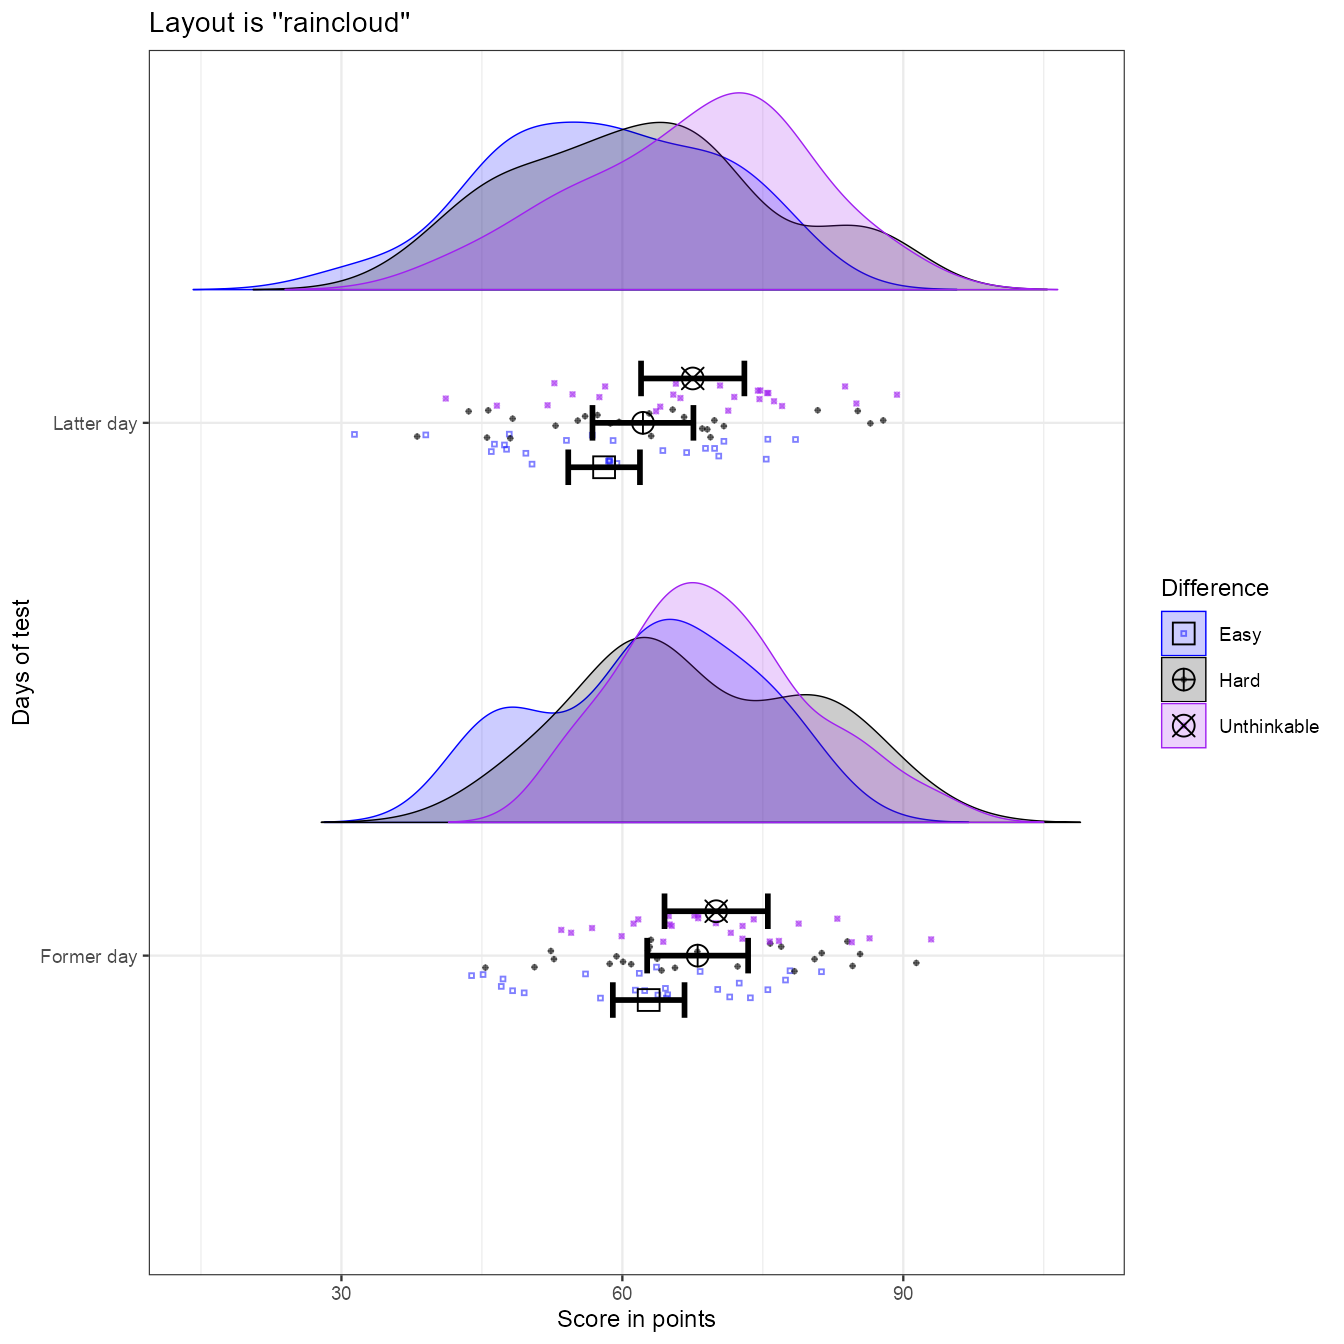 Layout is "raincloud"
Latter day
Former day
Days of test
30 60 90
Score in points
Difference
Easy
Hard
Unthinkable